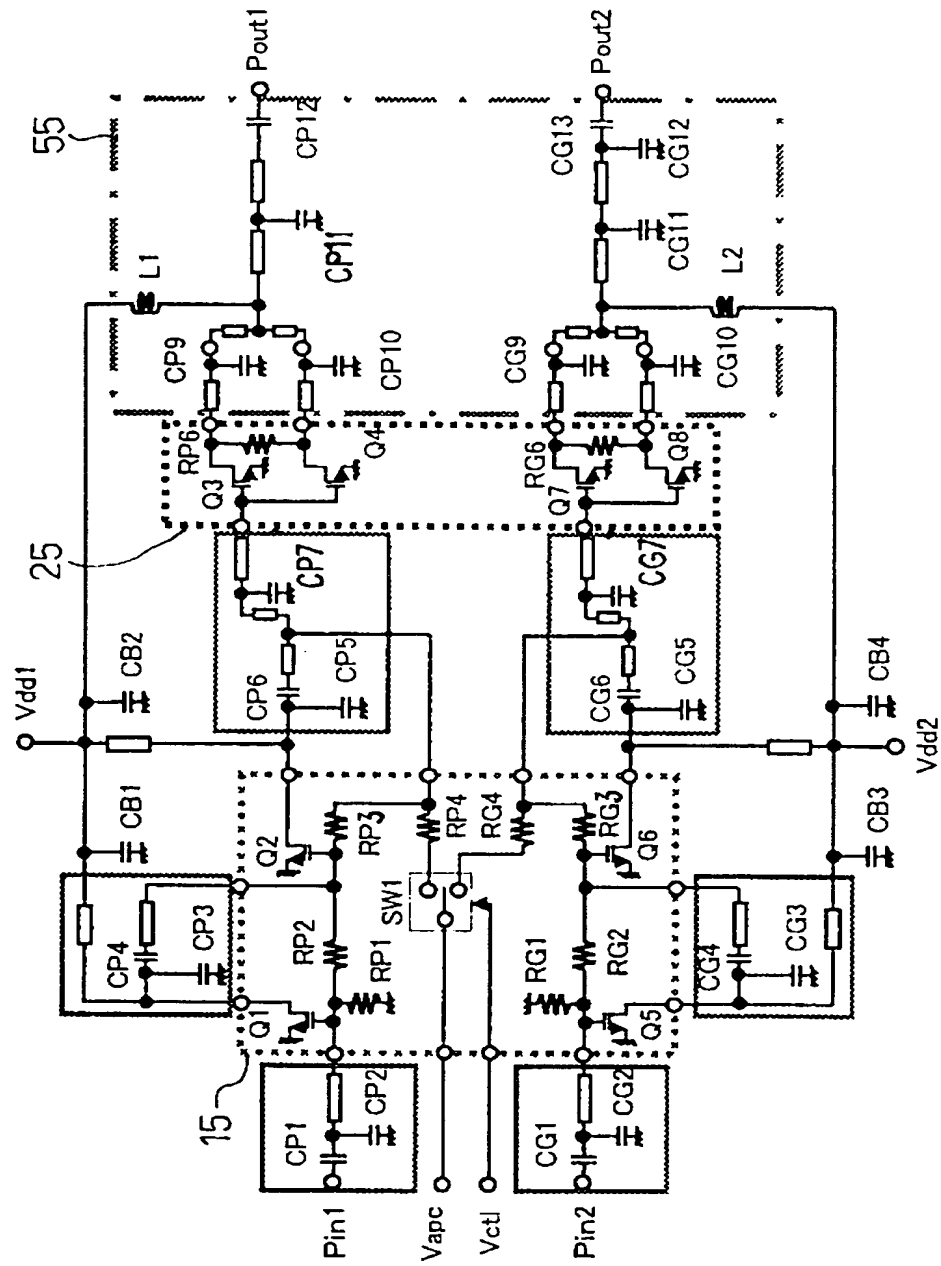 55
Pout1
CP12
CP11
L1
CP9
CP10
Pout2
CG13
CG12
CG11
L2
CG9
CG10
RP6
Q4
Q3
RG6
Q8
Q7
25
CP7
CP5
CP6
CG7
CG5
CG6
Vdd1
CB2
CB1
CB4
Vdd2
CB3
Q2
RP3
RP4
RG4
RG3
Q6
SW1
RP2
RP1
RG1
RG2
Q1
Q5
CP4
CP3
CG4
CG3
15
CP1
CP2
CG1
CG2
Pin1
Vapc
Vctl
Pin2